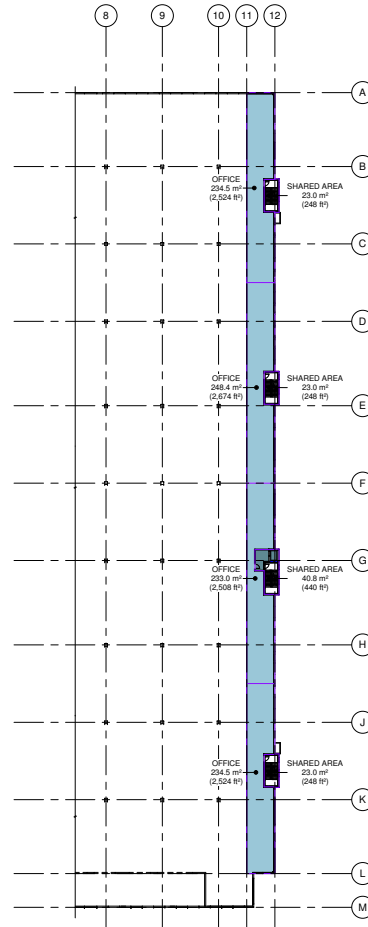 8 9 10 11 12
A
B
OFFICE
234.5 m²
(2,524 ft²)
SHARED AREA
23.0 m²
(248 ft²)
C
D
OFFICE
248.4 m²
(2,674 ft²)
SHARED AREA
23.0 m²
(248 ft²)
E
F
G
OFFICE
233.0 m²
(2,508 ft²)
SHARED AREA
40.8 m²
(440 ft²)
H
J
OFFICE
234.5 m²
(2,524 ft²)
SHARED AREA
23.0 m²
(248 ft²)
K
L
M